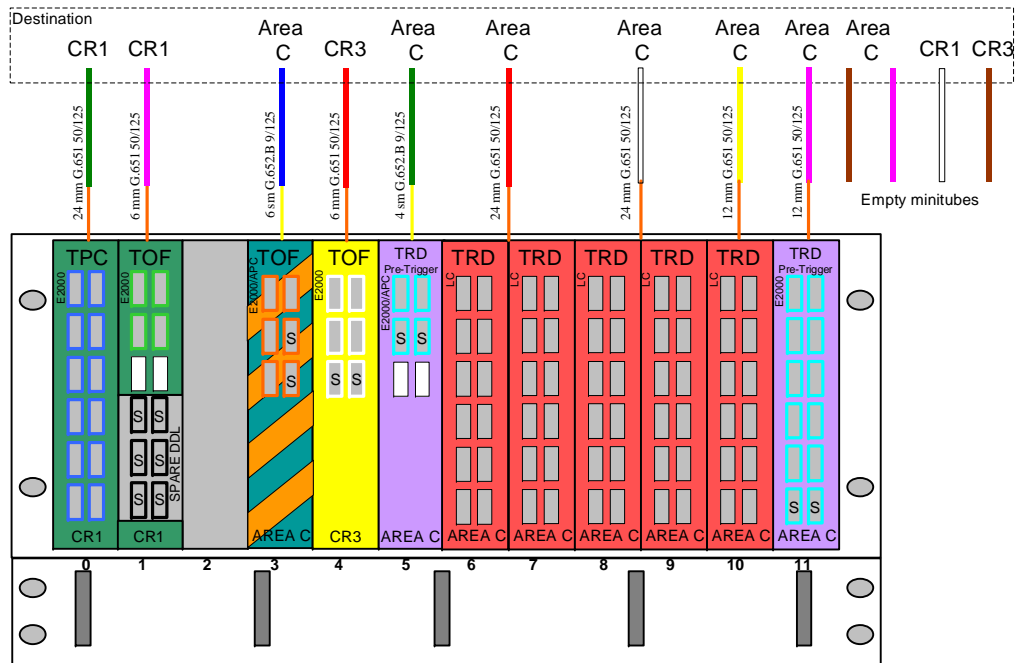 Destination
CR1
CR1
Area
C
CR3
Area
C
Area
C
Area
C
Area
C
Area
C
Area
C
CR1
CR3
24 mm G.651 50/125
6 mm G.651 50/125
6 sm G.652.B 9/125
6 mm G.651 50/125
4 sm G.652.B 9/125
24 mm G.651 50/125
24 mm G.651 50/125
12 mm G.651 50/125
12 mm G.651 50/125
Empty minitubes
TPC
TOF
TOF
TOF
TRD
Pre-Trigger
TRD
TRD
TRD
TRD
TRD
TRD
Pre-Trigger
E2000
E2000
E2000/APC
E2000
E2000/APC
LC
LC
LC
LC
LC
E2000
S
S S
S S
S S
S
S S
S S
S S
S S
SPARE DDL
CR1
CR1
AREA C
CR3
AREA C
AREA C
AREA C
AREA C
AREA C
AREA C
AREA C
0 1 2 3 4 5 6 7 8 9 10 11